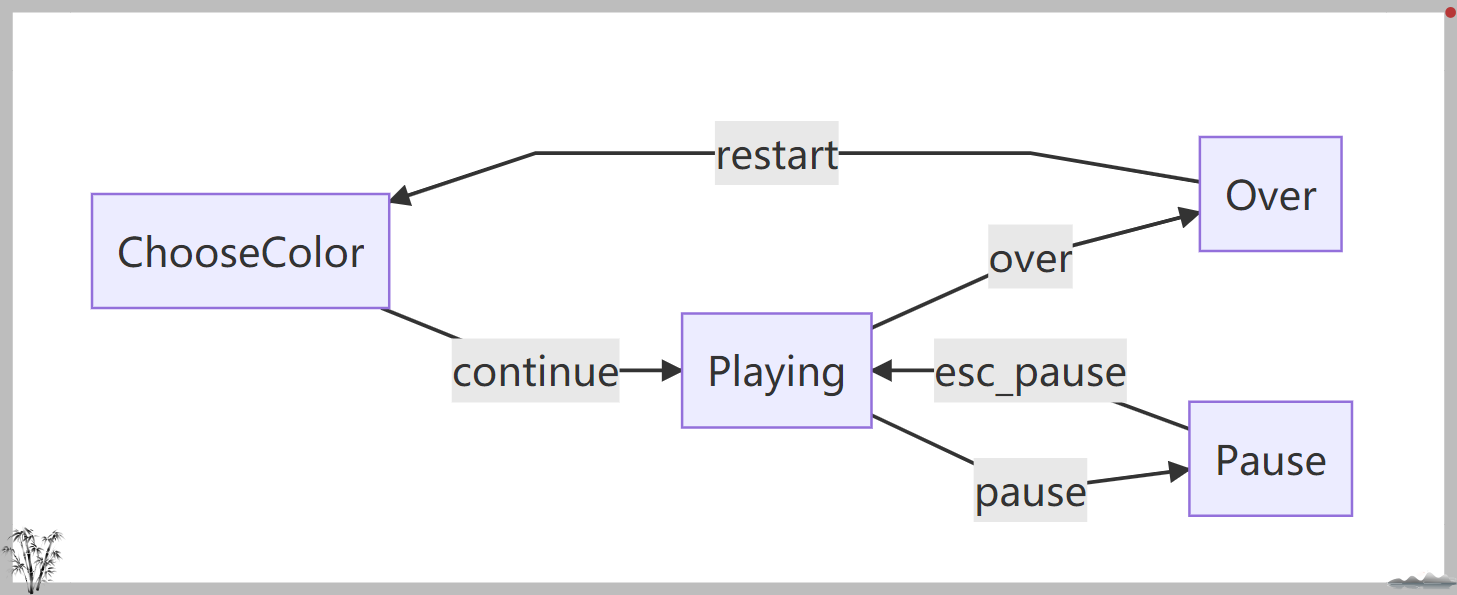 restart
Over
ChooseColor
over
continue
Playing
esc_pause
Pause
pause